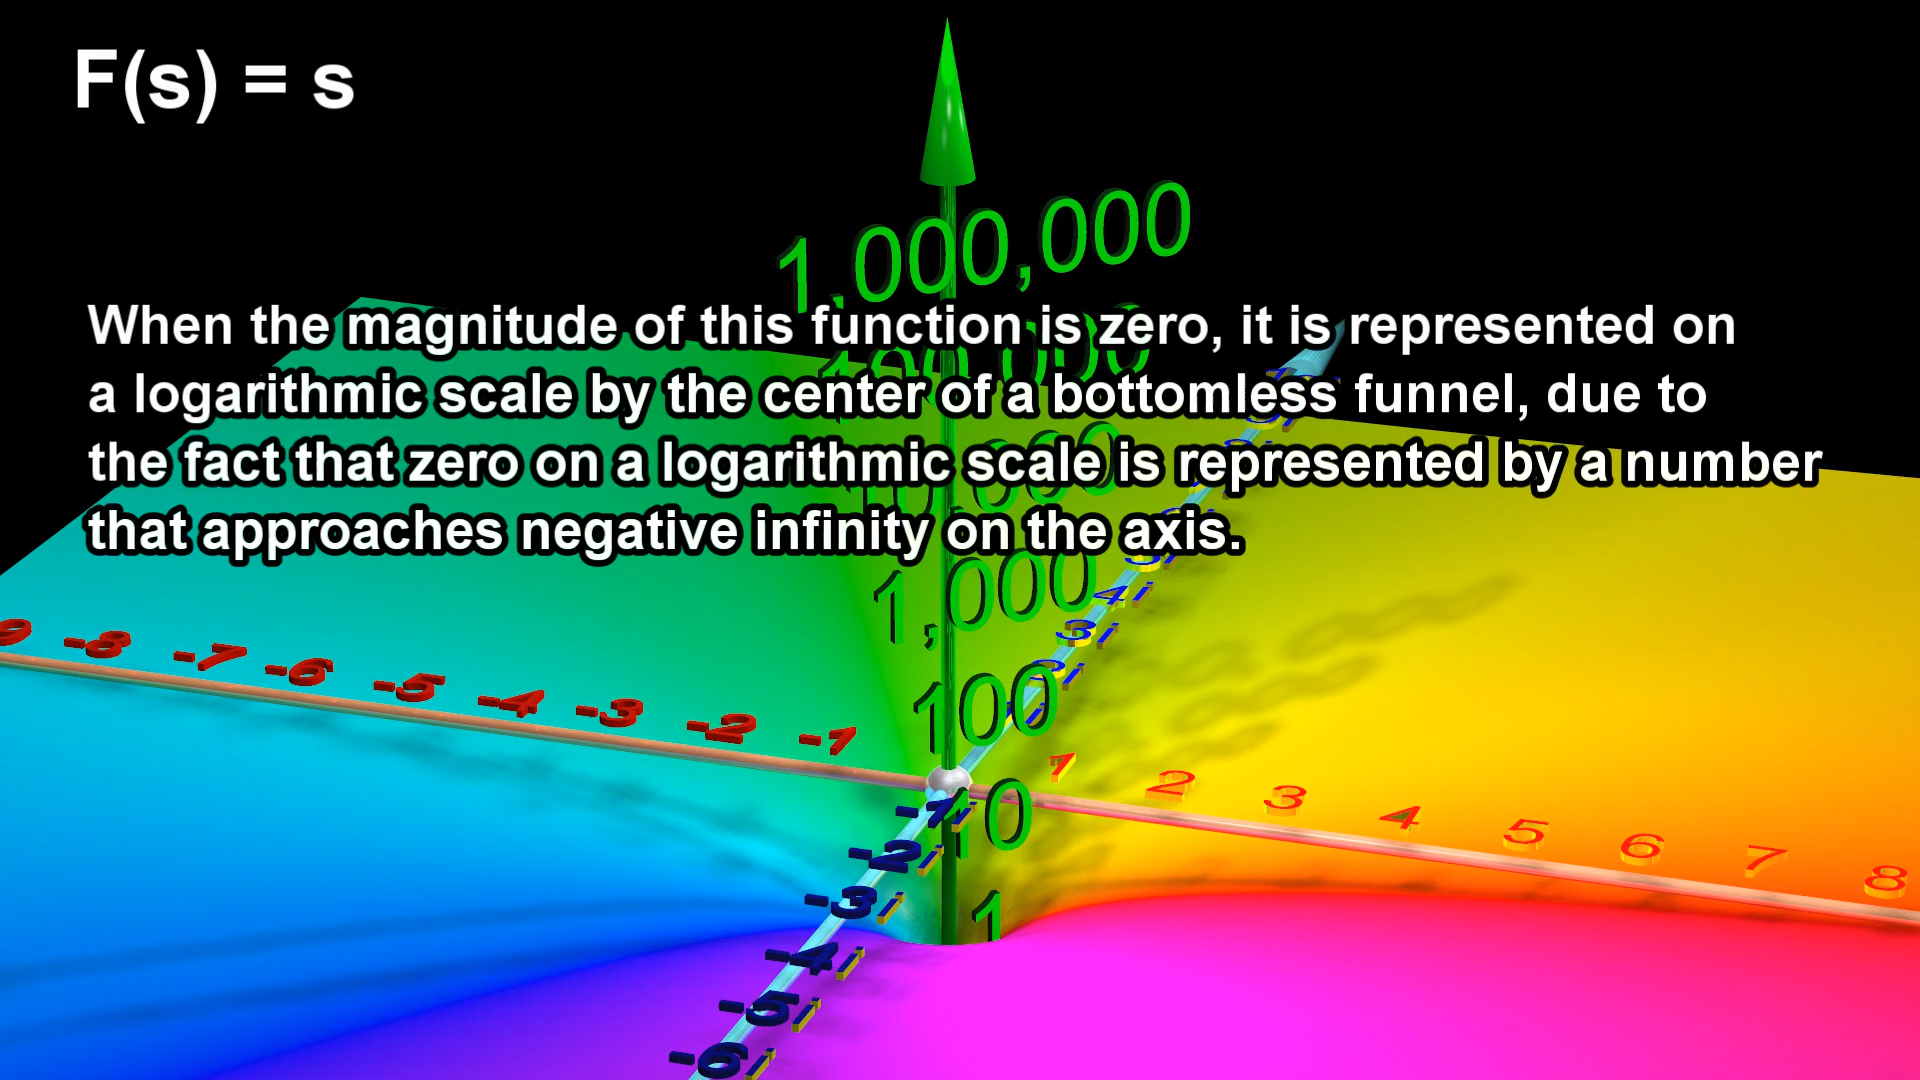 F(s) = s
1,000,000
When the magnitude of this function is zero, it is represented on
a logarithmic scale by the center of a bottomless funnel, due to
the fact that zero on a logarithmic scale is represented by a number
that approaches negative infinity on the axis.
1,000
100
10
1
-8 -7 -6 -5 -4 -3 -2 -1 1 2 3 4 5 6 7 8
4i
3i
2i
-1i
-2i
-3i
-4i
-5i
-6i